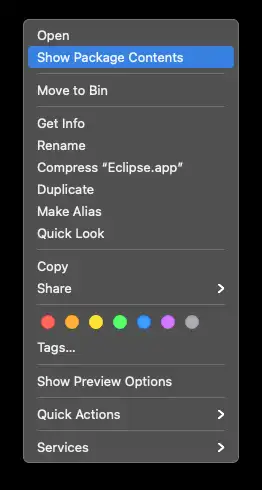 Open
Show Package Contents
Move to Bin
Get Info
Rename
Compress “Eclipse.app”
Duplicate
Make Alias
Quick Look
Copy
Share
Tags...
Show Preview Options
Quick Actions
Services